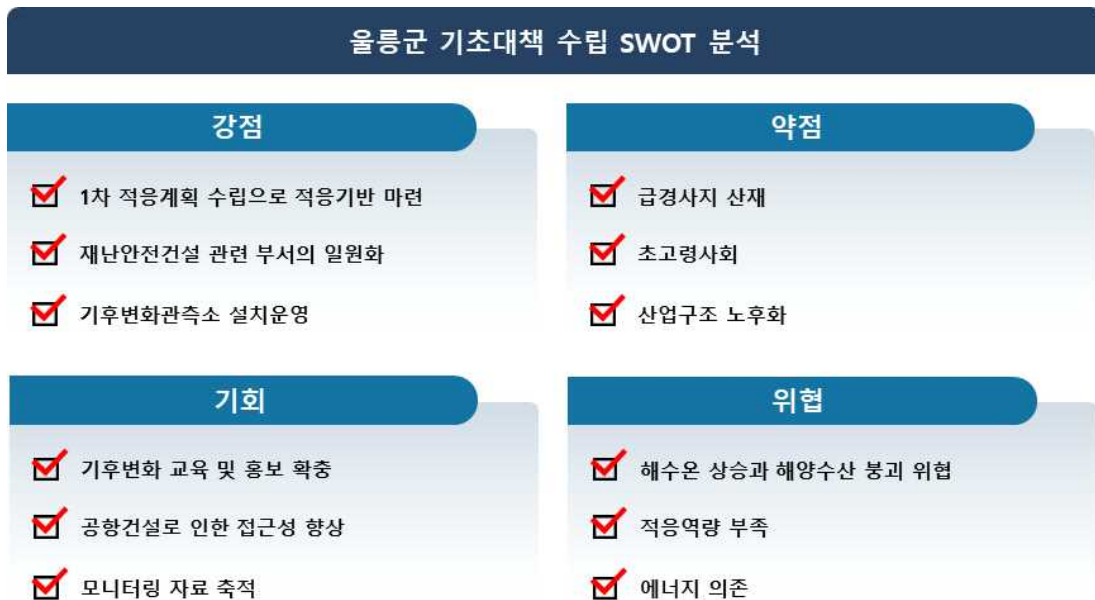 울릉군 기초대책 수립 SWOT 분석
강점
1차 적응계획 수립으로 적응기반 마련
재난안전건설 관련 부서의 일원화
기후변화관측소 설치운영
약점
급경사지 산재
초고령사회
산업구조 노후화
기회
기후변화 교육 및 홍보 확충
공항건설로 인한 접근성 향상
모니터링 자료 축적
위협
해수온 상승과 해양수산 붕괴 위협
적응역량 부족
에너지 의존